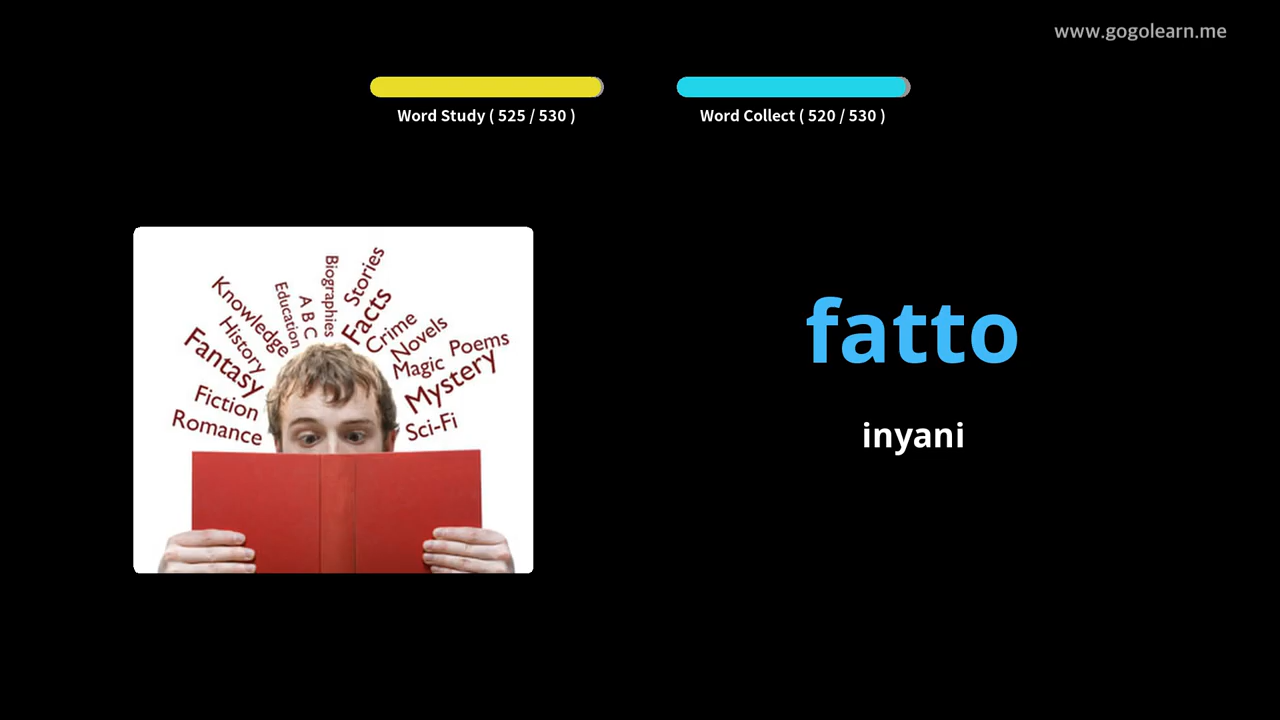 www.gogolearn.me
Word Study ( 525 / 530 )
Word Collect ( 520 / 530 )
Knowledge
Education
A B C
Biographies
Stories
Facts
History
Crime
Novels
Poems
Fantasy
Magic
Mystery
Fiction
Romance
Sci-Fi
fatto
inyani